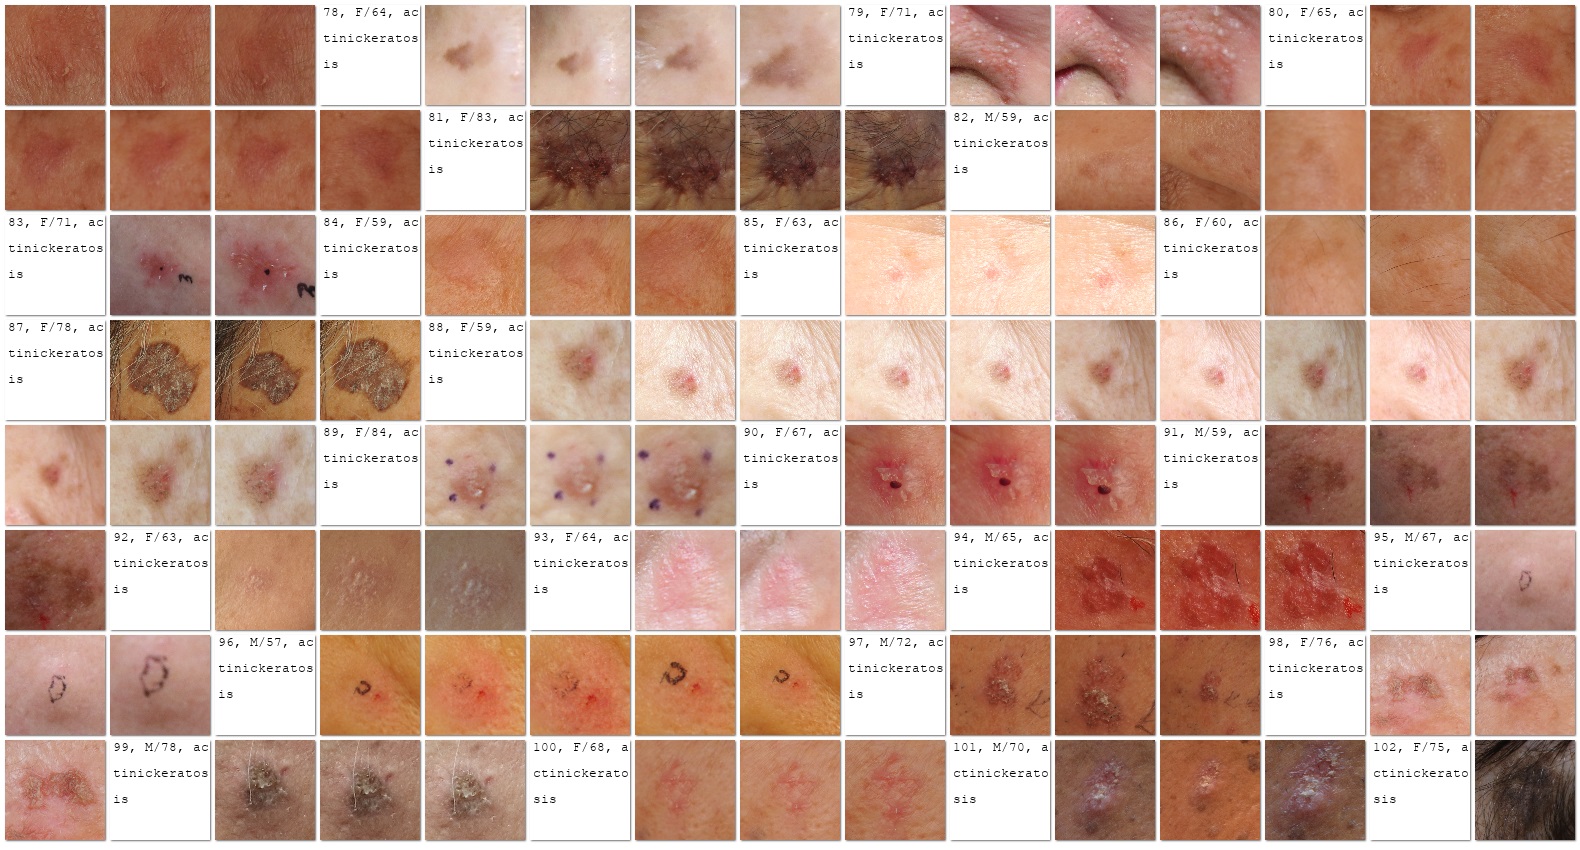 78, F/64, ac
tinickeratos
is
79, F/71, ac
tinickeratos
is
80, F/65, ac
tinickeratos
is
81, F/83, ac
tinickeratos
is
82, M/59, ac
tinickeratos
is
83, F/71, ac
tinickeratos
is
84, F/59, ac
tinickeratos
is
85, F/63, ac
tinickeratos
is
86, F/60, ac
tinickeratos
is
87, F/78, ac
tinickeratos
is
88, F/59, ac
tinickeratos
is
89, F/84, ac
tinickeratos
is
90, F/67, ac
tinickeratos
is
91, M/59, ac
tinickeratos
is
92, F/63, ac
tinickeratos
is
93, F/64, ac
tinickeratos
is
94, M/65, ac
tinickeratos
is
95, M/67, ac
tinickeratos
is
96, M/57, ac
tinickeratos
is
97, M/72, ac
tinickeratos
is
98, F/76, ac
tinickeratos
is
99, M/78, ac
tinickeratos
is
100, F/68, a
ctinickerato
sis
101, M/70, a
ctinickerato
sis
102, F/75, a
ctinickerato
sis